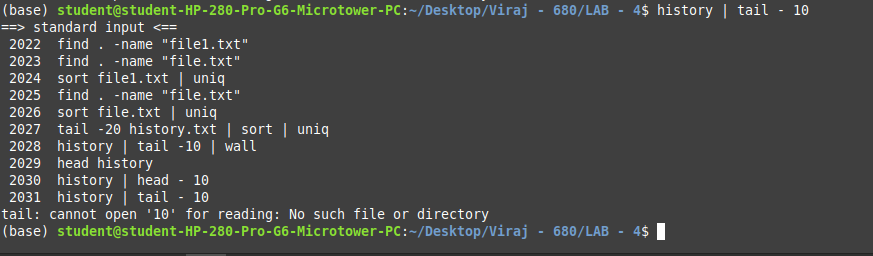 (base) student@student-HP-280-Pro-G6-Microtower-PC:~/Desktop/Viraj - 680/LAB - 4$ history | tail - 10
==> standard input <==
 2022  find . -name "file1.txt"
 2023  find . -name "file.txt"
 2024  sort file1.txt | uniq
 2025  find . -name "file.txt"
 2026  sort file.txt | uniq
 2027  tail -20 history.txt | sort | uniq
 2028  history | tail -10 | wall
 2029  head history
 2030  history | head - 10
 2031  history | tail - 10
tail: cannot open '10' for reading: No such file or directory
(base) student@student-HP-280-Pro-G6-Microtower-PC:~/Desktop/Viraj - 680/LAB - 4$